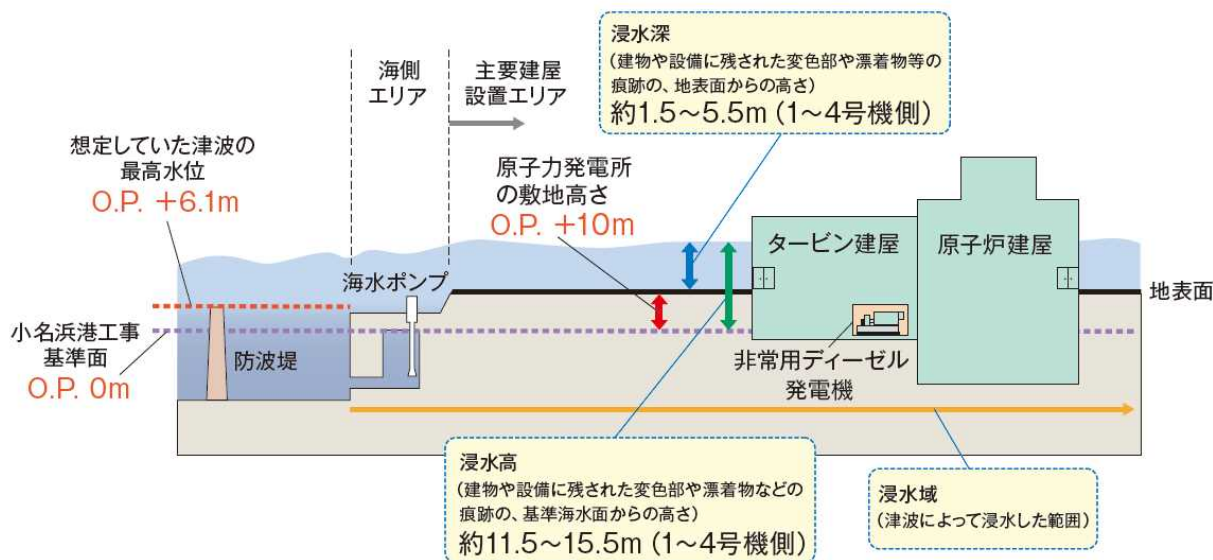 浸水深
(建物や設備に残された変色部や漂着物等の
痕跡の、地表面からの高さ)
約1.5～5.5m (1～4号機側)
海側
エリア
主要建屋
設置エリア
想定していた津波の
最高水位
O.P. +6.1m
原子力発電所
の敷地高さ
O.P. +10m
タービン建屋
原子炉建屋
海水ポンプ
地表面
小名浜港工事
基準面
O.P. 0m
防波堤
非常用ディーゼル
発電機
浸水高
(建物や設備に残された変色部や漂着物などの
痕跡の、基準海水面からの高さ)
約11.5～15.5m (1～4号機側)
浸水域
(津波によって浸水した範囲)